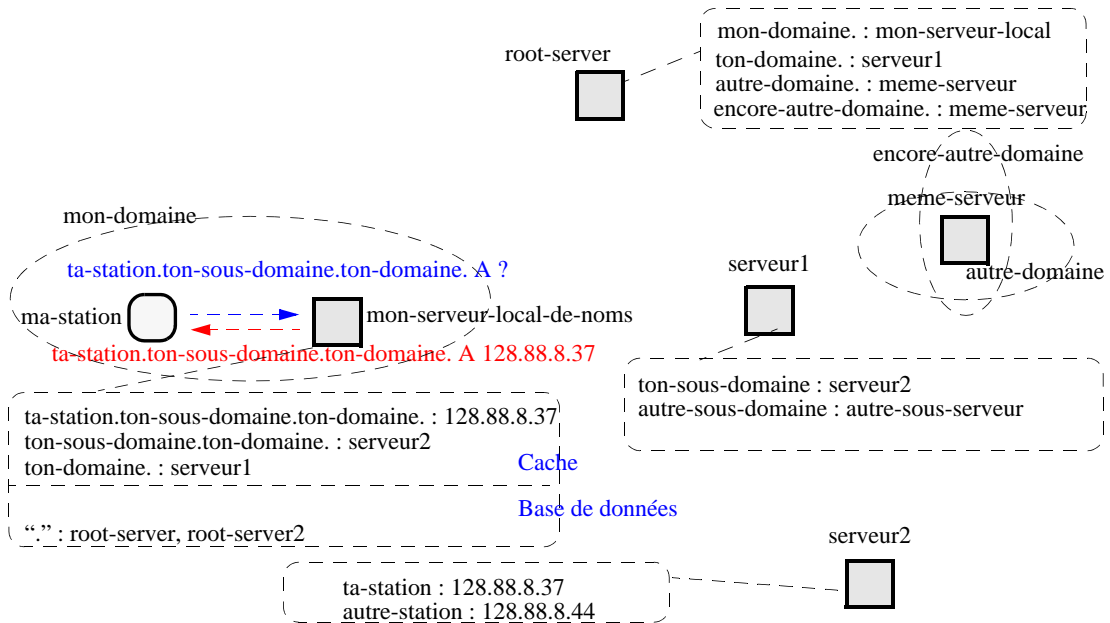 mon-domaine. : mon-serveur-local
root-server
ton-domaine. : serveur1
autre-domaine. : meme-serveur
encore-autre-domaine. : meme-serveur
encore-autre-domaine
meme-serveur
mon-domaine
serveur1
autre-domaine
ta-station.ton-sous-domaine.ton-domaine. A ?
ma-station
mon-serveur-local-de-noms
ta-station.ton-sous-domaine.ton-domaine. A 128.88.8.37
ton-sous-domaine : serveur2
autre-sous-domaine : autre-sous-serveur
ta-station.ton-sous-domaine.ton-domaine. : 128.88.8.37
ton-sous-domaine.ton-domaine. : serveur2
ton-domaine. : serveur1
Cache
Base de données
“.” : root-server, root-server2
serveur2
ta-station : 128.88.8.37
autre-station : 128.88.8.44